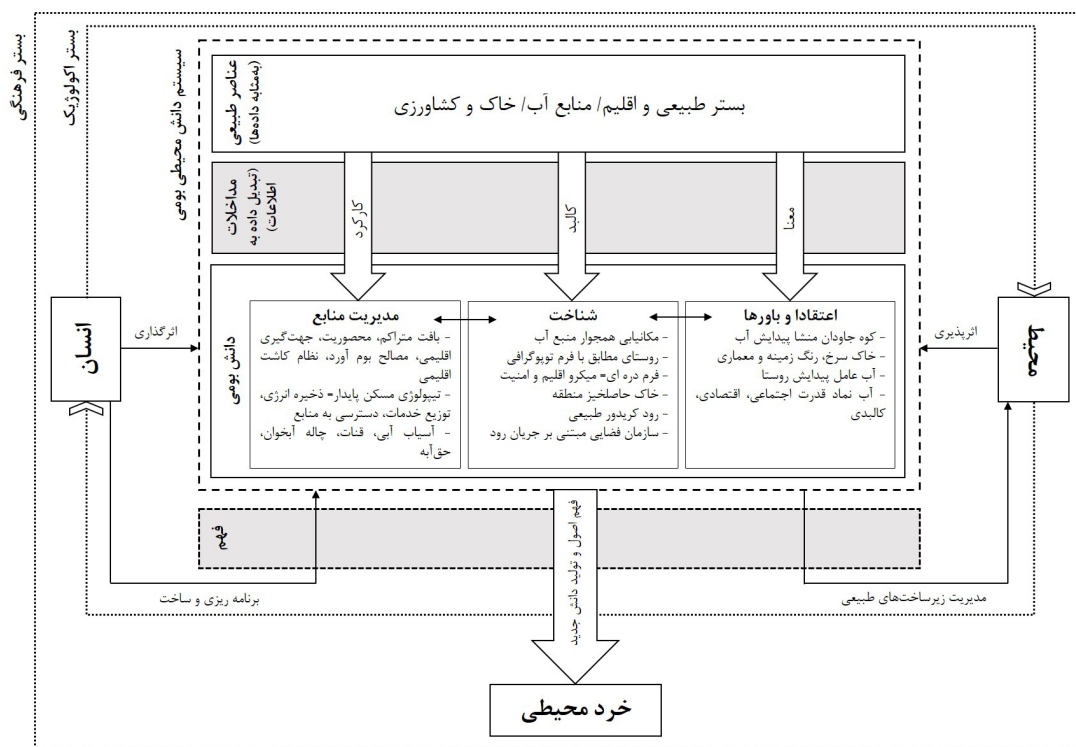 بستر فرهنگی
بستر اکولوژیک
سیستم دانش محیطی بومی
عناصر طبیعی
(به‌مثابه داده‌ها)
بستر طبیعی و اقلیم/ منابع آب/ خاک و کشاورزی
مداخلات
(تبدیل داده به
اطلاعات)
معنا
کالبد
کارکرد
دانش بومی
اعتقادا و باورها
- کوه جاودان منشا پیدایش آب
- خاک سرخ، رنگ زمینه و معماری
- آب عامل پیدایش روستا
- آب نماد قدرت اجتماعی، اقتصادی،
کالبدی
شناخت
- مکانیابی همجوار منبع آب
- روستای مطابق با فرم توپوگرافی
- فرم دره ای= میکرو اقلیم و امنیت
- خاک حاصلخیز منطقه
- رود کریدور طبیعی
- سازمان فضایی مبتنی بر جریان رود
مدیریت منابع
- بافت متراکم، محصوریت، جهت‌گیری
اقلیمی، مصالح بوم آورد، نظام کاشت
اقلیمی
- تیپولوژی مسکن پایدار= ذخیره انرژی،
توزیع خدمات، دسترسی به منابع
- آسیاب آبی، قنات، چاله آبخوان،
حق‌آبه
محیط
اثرپذیری
انسان
اثرگذاری
فهم
فهم اصول و تولید دانش جدید
مدیریت زیرساخت‌های طبیعی
برنامه ریزی و ساخت
خرد محیطی